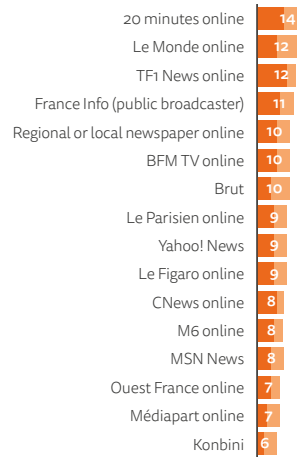 20 minutes online 14
Le Monde online 12
TF1 News online 12
France Info (public broadcaster) 11
Regional or local newspaper online 10
BFM TV online 10
Brut 10
Le Parisien online 9
Yahoo! News 9
Le Figaro online 9
CNews online 8
M6 online 8
MSN News 8
Ouest France online 7
Médiapart online 7
Konbini 6